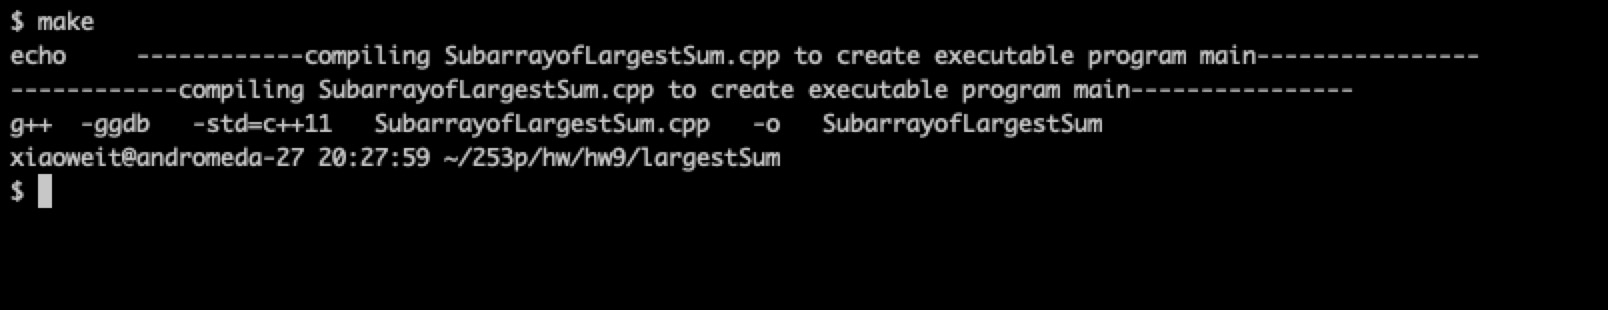 $ make
echo     ------------compiling SubarrayofLargestSum.cpp to create executable program main----------------
------------compiling SubarrayofLargestSum.cpp to create executable program main----------------
g++  -ggdb   -std=c++11   SubarrayofLargestSum.cpp   -o   SubarrayofLargestSum
xiaoweit@andromeda-27 20:27:59 ~/253p/hw/hw9/largestSum
$